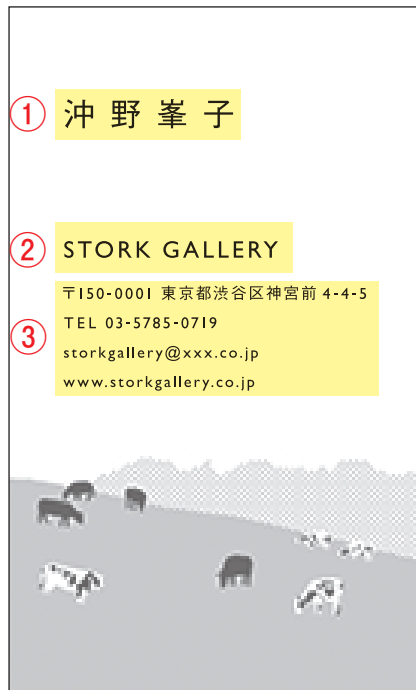 ① 沖野峯子
② STORK GALLERY
③
〒150-0001 東京都渋谷区神宮前 4-4-5
TEL 03-5785-0719
storkgallery@xxx.co.jp
www.storkgallery.co.jp